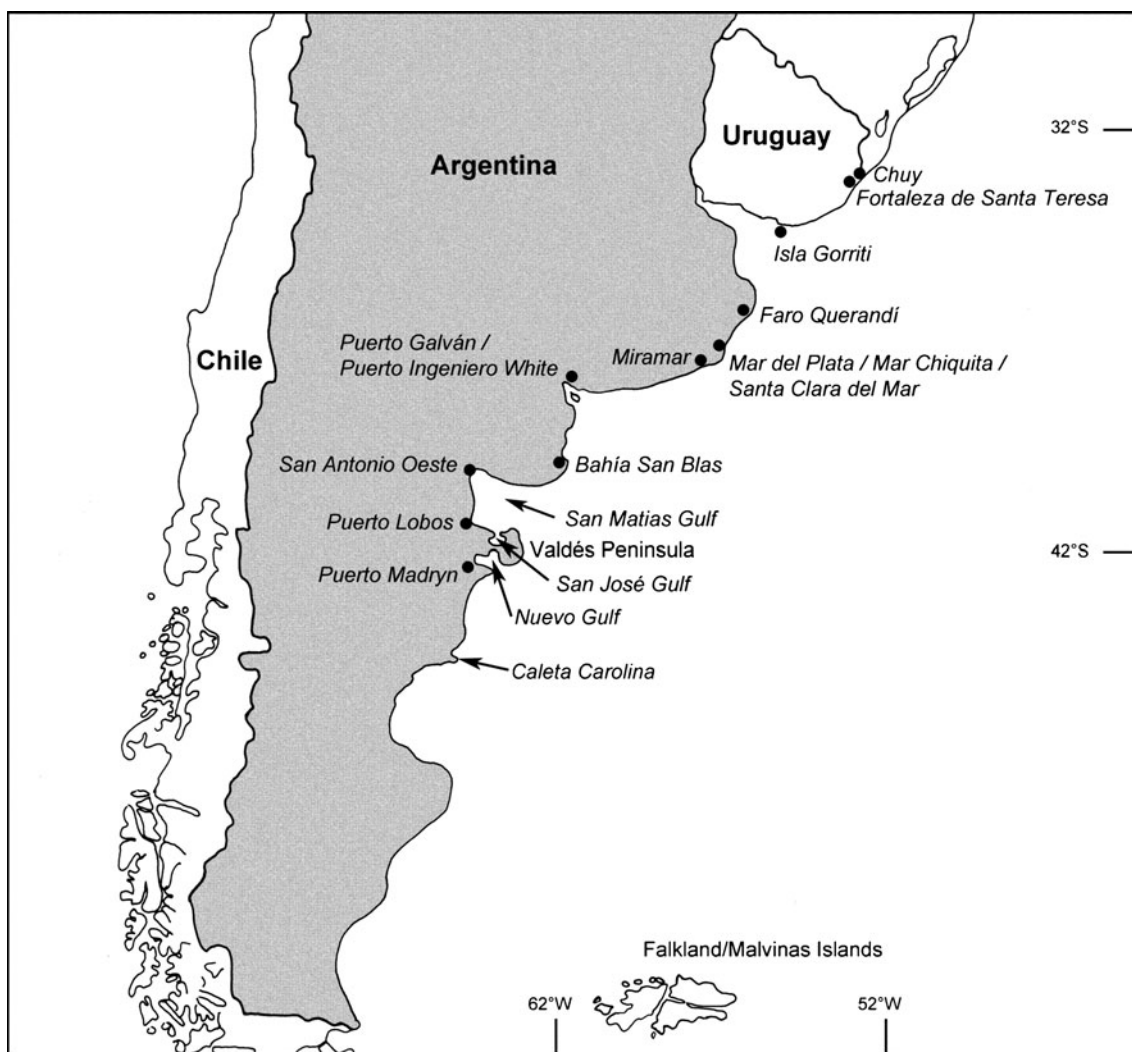 Uruguay
32°S
Argentina
Chuy
Fortaleza de Santa Teresa
Isla Gorriti
Faro Querandí
Puerto Galván /
Puerto Ingeniero White
Chile
Miramar
Mar del Plata / Mar Chiquita /
Santa Clara del Mar
San Antonio Oeste
Bahía San Blas
San Matias Gulf
Puerto Lobos
Valdés Peninsula
42°S
Puerto Madryn
San José Gulf
Nuevo Gulf
Caleta Carolina
Falkland/Malvinas Islands
62°W
52°W